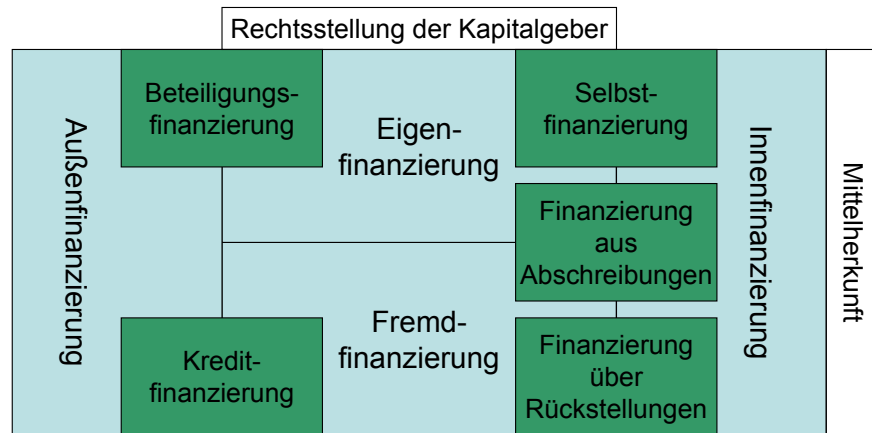 Rechtsstellung der Kapitalgeber
Außenfinanzierung
Beteiligungs-
finanzierung
Eigen-
finanzierung
Selbst-
finanzierung
Finanzierung
aus
Abschreibungen
Kredit-
finanzierung
Fremd-
finanzierung
Finanzierung
über
Rückstellungen
Innenfinanzierung
Mittelherkunft